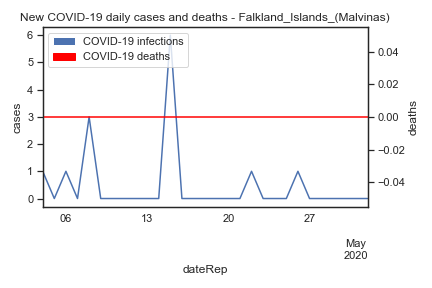 New COVID-19 daily cases and deaths - Falkland_Islands_(Malvinas)
COVID-19 infections
COVID-19 deaths
6
5
4
3
2
1
0
cases
0.04
0.02
0.00
−0.02
−0.04
deaths
06
13
20
27
May
2020
dateRep